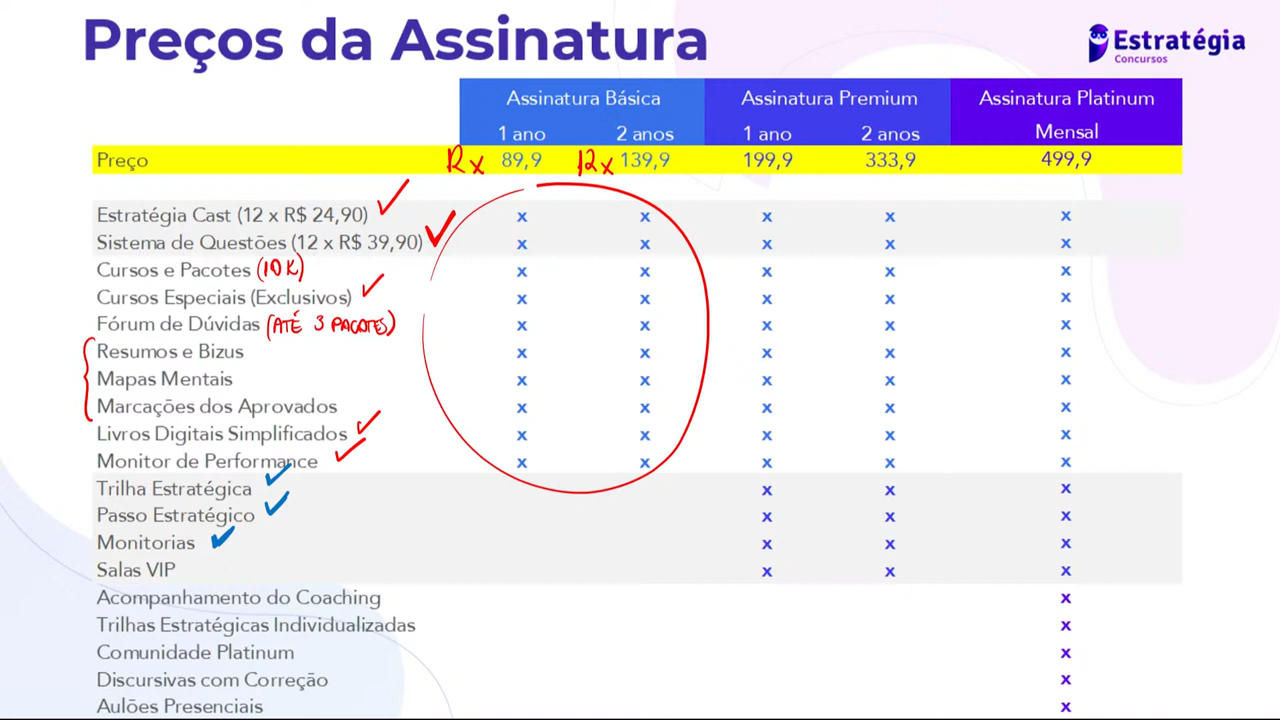 Preços da Assinatura
Estratégia
Concursos
Assinatura Básica Assinatura Premium Assinatura Platinum
1 ano 2 anos 1 ano 2 anos Mensal
Preço 12x 89,9 12x 139,9 199,9 333,9 499,9
Estratégia Cast (12 x R$ 24,90) x x x x x
Sistema de Questões (12 x R$ 39,90) x x x x x
Cursos e Pacotes (10K) x x x x x
Cursos Especiais (Exclusivos) x x x x x
Fórum de Dúvidas (ATÉ 3 PACOTES) x x x x x
Resumos e Bizus x x x x x
Mapas Mentais x x x x x
Marcações dos Aprovados x x x x x
Livros Digitais Simplificados x x x x x
Monitor de Performance x x x x x
Trilha Estratégica x x x
Passo Estratégico x x x
Monitorias x x x
Salas VIP x x x
Acompanhamento do Coaching x
Trilhas Estratégicas Individualizadas x
Comunidade Platinum x
Discursivas com Correção x
Aulões Presenciais x